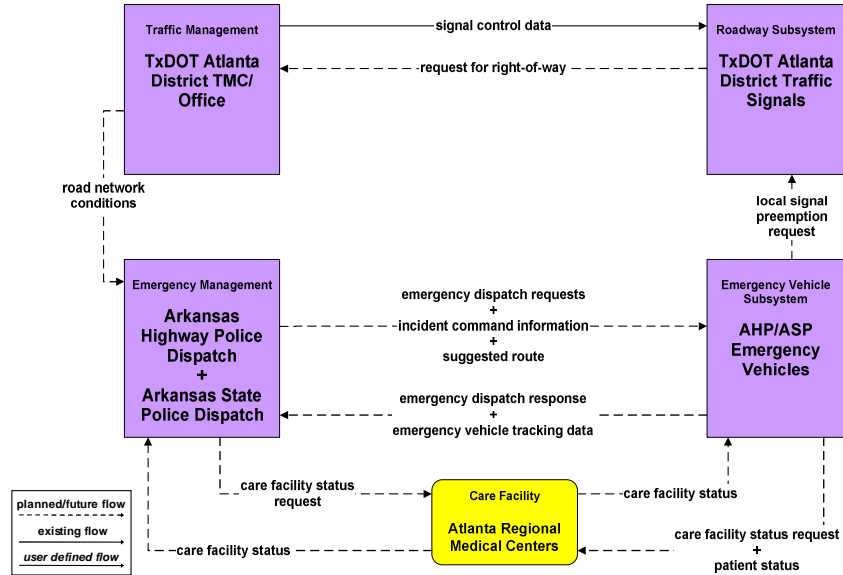 Traffic Management
TxDOT Atlanta
District TMC/
Office
signal control data
request for right-of-way
Roadway Subsystem
TxDOT Atlanta
District Traffic
Signals
road network
conditions
local signal
preemption
request
Emergency Management
Arkansas
Highway Police
Dispatch
+
Arkansas State
Police Dispatch
emergency dispatch requests
+
incident command information
+
suggested route
emergency dispatch response
+
emergency vehicle tracking data
Emergency Vehicle
Subsystem
AHP/ASP
Emergency
Vehicles
care facility status
request
Care Facility
Atlanta Regional
Medical Centers
care facility status
care facility status
care facility status request
+
patient status
planned/future flow
existing flow
user defined flow